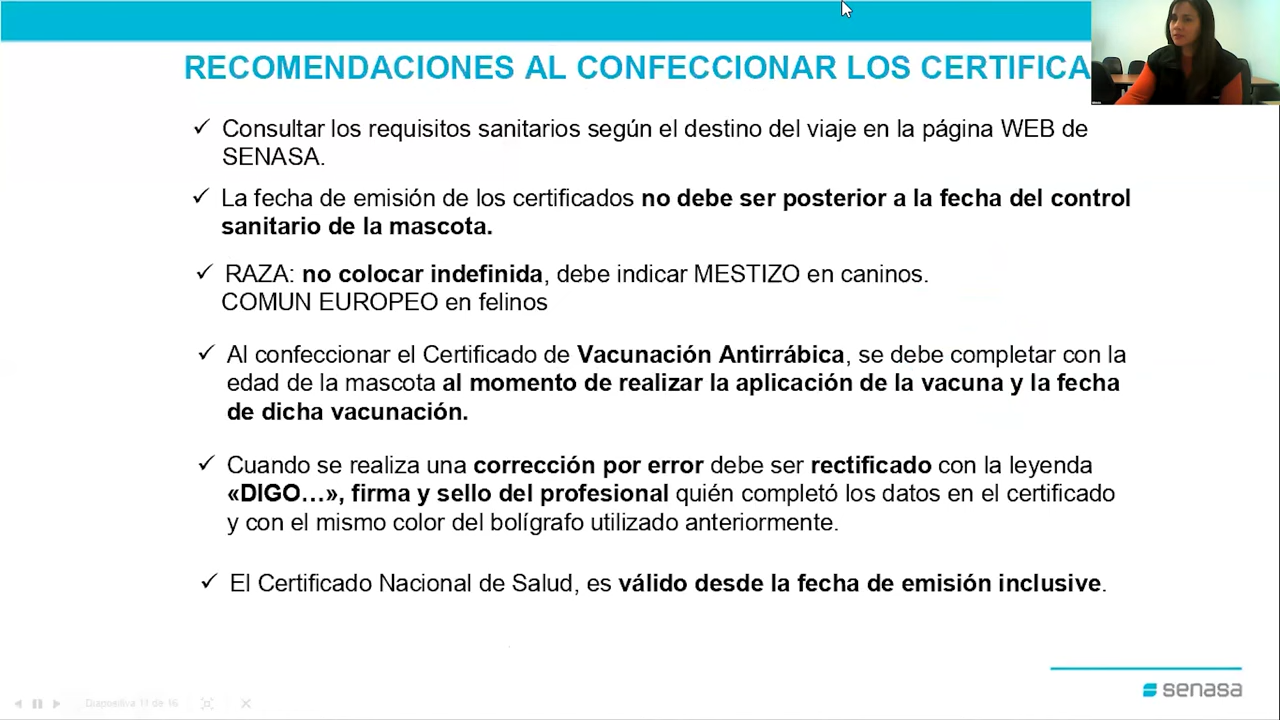 RECOMENDACIONES AL CONFECCIONAR LOS CERTIFICA
✓ Consultar los requisitos sanitarios según el destino del viaje en la página WEB de
SENASA.
✓ La fecha de emisión de los certificados no debe ser posterior a la fecha del control
sanitario de la mascota.
✓ RAZA: no colocar indefinida, debe indicar MESTIZO en caninos.
COMUN EUROPEO en felinos
✓ Al confeccionar el Certificado de Vacunación Antirrábica, se debe completar con la
edad de la mascota al momento de realizar la aplicación de la vacuna y la fecha
de dicha vacunación.
✓ Cuando se realiza una corrección por error debe ser rectificado con la leyenda
«DIGO...», firma y sello del profesional quién completó los datos en el certificado
y con el mismo color del bolígrafo utilizado anteriormente.
✓ El Certificado Nacional de Salud, es válido desde la fecha de emisión inclusive.
senasa
Diapositiva 11 de 16